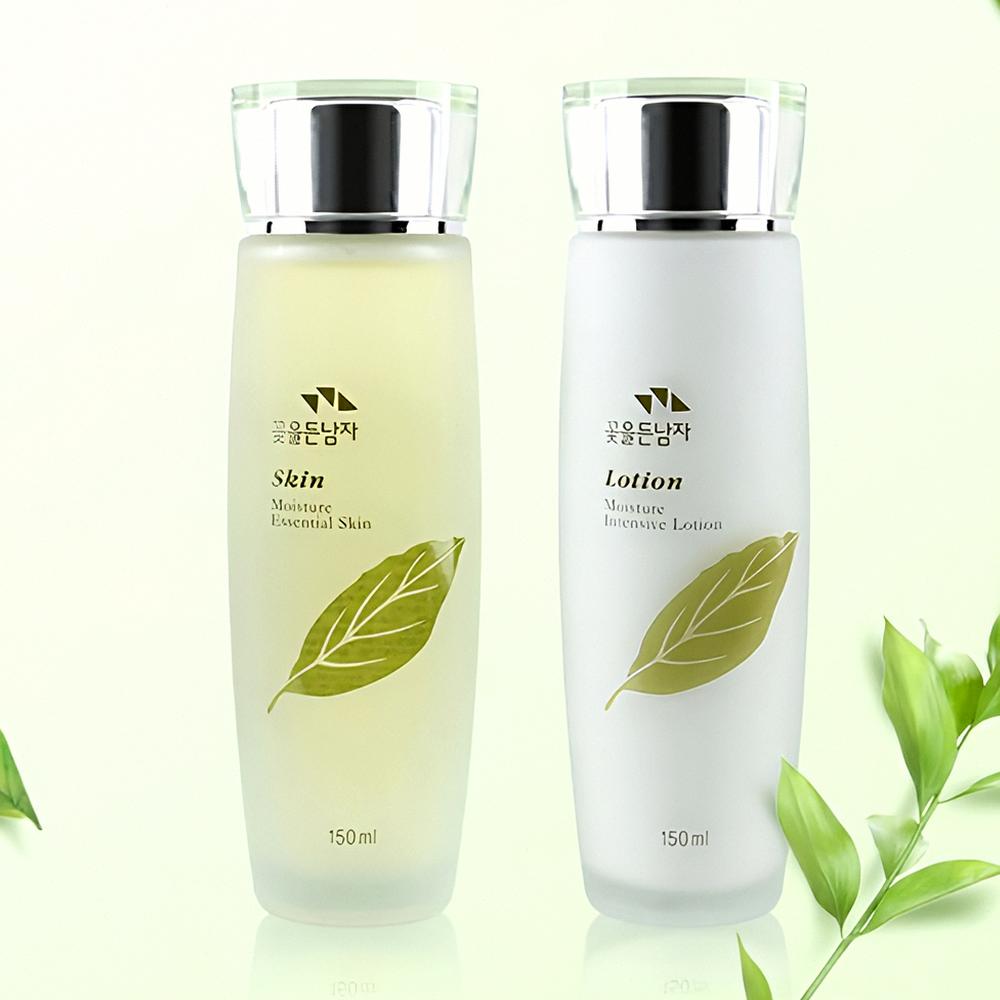 꽃을든남자
Skin
Moisture
Essential Skin
150ml
꽃을든남자
Lotion
Moisture
Intensive Lotion
150ml